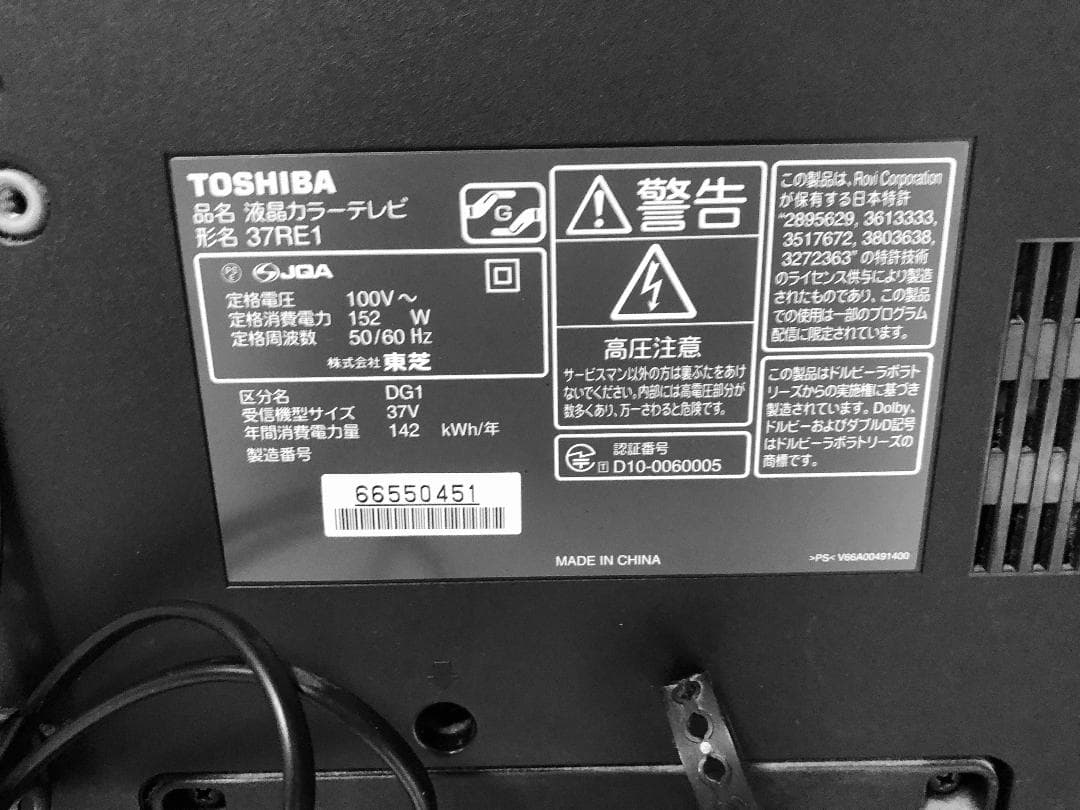 TOSHIBA
品名 液晶カラーテレビ
形名 37RE1
G
PS
E
JQA
定格電圧 100V～
定格消費電力 152 W
定格周波数 50/60 Hz
株式会社 東芝
区分名 DG1
受信機型サイズ 37V
年間消費電力量 142 kWh/年
製造番号
66550451
警告
高圧注意
サービスマン以外の方は裏ぶたをあけ
ないでください。内部には高電圧部分が
数多くあり、万一さわると危険です。
認証番号
T D10-0060005
この製品は、Rovi Corporation
が保有する日本特許
"2895629, 3613333,
3517672, 3803638,
3272363" の特許技術
のライセンス供与により製造
されたものであり、この製品
での使用は一部のプログラム
配信に限定されています。
この製品はドルビーラボラト
リーズからの実施権に基づき
製造されています。Dolby、
ドルビーおよびダブルD記号
はドルビーラボラトリーズの
商標です。
MADE IN CHINA
>PS< V66A00491400